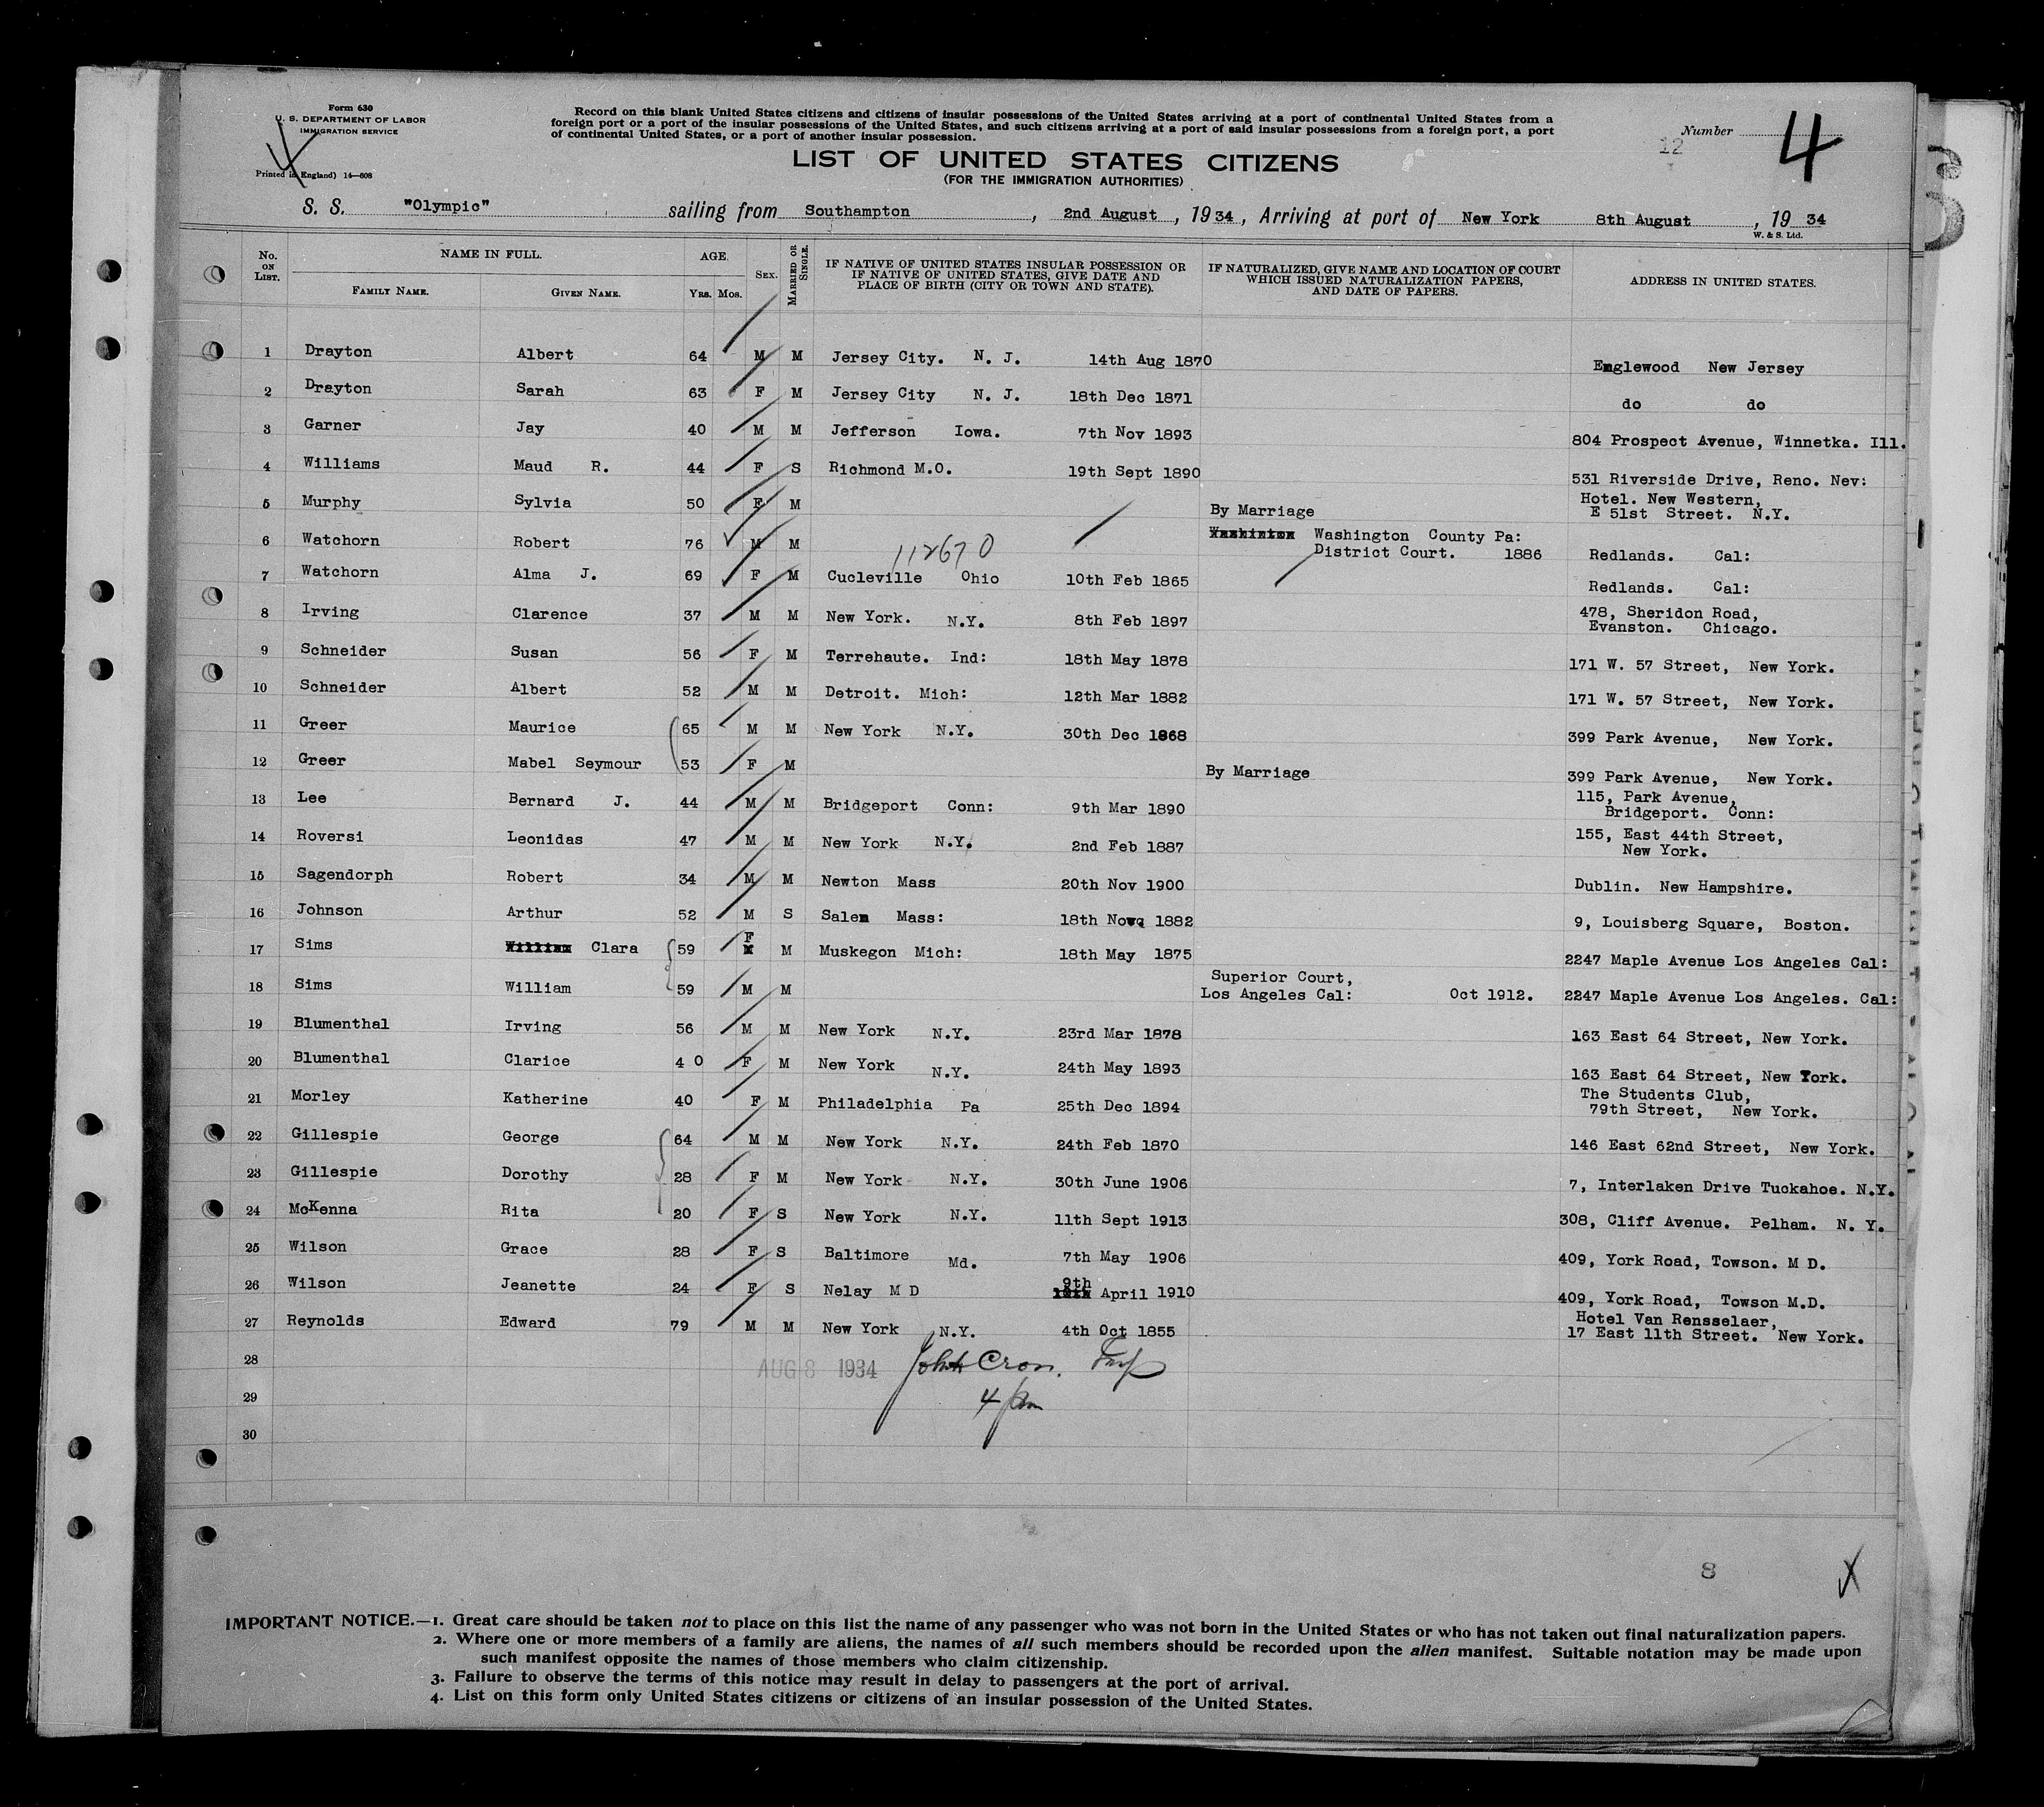 Form 630
U. S. DEPARTMENT OF LABOR
IMMIGRATION SERVICE
4
Printed in England) 14—608
Record on this blank United States citizens and citizens of insular possessions of the United States arriving at a port of continental United States from a
foreign port or a port of the insular possessions of the United States, and such citizens arriving at a port of said insular possessions from a foreign port, a port
of continental United States, or a port of another insular possession.
Number
12
4
3
LIST OF UNITED STATES CITIZENS
(FOR THE IMMIGRATION AUTHORITIES)
S. S. "Olympic" sailing from Southampton, 2nd August, 1934, Arriving at port of New York 8th August, 1934
W. & S. Ltd.
No. ON LIST. NAME IN FULL. FAMILY NAME. GIVEN NAME. AGE. YRS. MOS. SEX. MARRIED OR SINGLE. IF NATIVE OF UNITED STATES INSULAR POSSESSION OR IF NATIVE OF UNITED STATES, GIVE DATE AND PLACE OF BIRTH (CITY OR TOWN AND STATE). IF NATURALIZED, GIVE NAME AND LOCATION OF COURT WHICH ISSUED NATURALIZATION PAPERS, AND DATE OF PAPERS. ADDRESS IN UNITED STATES.
1 Drayton Albert 64 M M Jersey City. N. J. 14th Aug 1870 Englewood New Jersey
2 Drayton Sarah 63 F M Jersey City N. J. 18th Dec 1871 do do
3 Garner Jay 40 M M Jefferson Iowa. 7th Nov 1893 804 Prospect Avenue, Winnetka. Ill.
4 Williams Maud R. 44 F S Richmond M.O. 19th Sept 1890 531 Riverside Drive, Reno. Nev:
5 Murphy Sylvia 50 F M By Marriage Hotel. New Western, E 51st Street. N.Y.
6 Watchorn Robert 76 M M 112670 Washinton Washington County Pa: District Court. 1886 Redlands. Cal:
7 Watchorn Alma J. 69 F M Cucleville Ohio 10th Feb 1865 Redlands. Cal:
8 Irving Clarence 37 M M New York. N.Y. 8th Feb 1897 478, Sheridon Road, Evanston. Chicago.
9 Schneider Susan 56 F M Terrehaute. Ind: 18th May 1878 171 W. 57 Street, New York.
10 Schneider Albert 52 M M Detroit. Mich: 12th Mar 1882 171 W. 57 Street, New York.
11 Greer Maurice 65 M M New York N.Y. 30th Dec 1868 399 Park Avenue, New York.
12 Greer Mabel Seymour 53 F M By Marriage 399 Park Avenue, New York.
13 Lee Bernard J. 44 M M Bridgeport Conn: 9th Mar 1890 115, Park Avenue, Bridgeport. Conn:
14 Roversi Leonidas 47 M M New York N.Y. 2nd Feb 1887 155, East 44th Street, New York.
15 Sagendorph Robert 34 M M Newton Mass 20th Nov 1900 Dublin. New Hampshire.
16 Johnson Arthur 52 M S Salem Mass: 18th Nov 1882 9, Louisberg Square, Boston.
17 Sims William Clara 59 F M Muskegon Mich: 18th May 1875 2247 Maple Avenue Los Angeles Cal:
18 Sims William 59 M M Superior Court, Los Angeles Cal: Oct 1912. 2247 Maple Avenue Los Angeles. Cal:
19 Blumenthal Irving 56 M M New York N.Y. 23rd Mar 1878 163 East 64 Street, New York.
20 Blumenthal Clarice 4 0 F M New York N.Y. 24th May 1893 163 East 64 Street, New York.
21 Morley Katherine 40 F M Philadelphia Pa 25th Dec 1894 The Students Club, 79th Street, New York.
22 Gillespie George 64 M M New York N.Y. 24th Feb 1870 146 East 62nd Street, New York.
23 Gillespie Dorothy 28 F M New York N.Y. 30th June 1906 7, Interlaken Drive Tuckahoe. N.Y.
24 McKenna Rita 20 F S New York N.Y. 11th Sept 1913 308, Cliff Avenue. Pelham. N. Y.
25 Wilson Grace 28 F S Baltimore Md. 7th May 1906 409, York Road, Towson. M D.
26 Wilson Jeanette 24 F S Nelay M D 9th April 1910 409, York Road, Towson M.D.
27 Reynolds Edward 79 M M New York N.Y. 4th Oct 1855 Hotel Van Rensselaer, 17 East 11th Street. New York.
28 AUG 8 1934 John Cron.
29 4 pm
30
8
X
IMPORTANT NOTICE.—1. Great care should be taken not to place on this list the name of any passenger who was not born in the United States or who has not taken out final naturalization papers.
2. Where one or more members of a family are aliens, the names of all such members should be recorded upon the alien manifest. Suitable notation may be made upon
such manifest opposite the names of those members who claim citizenship.
3. Failure to observe the terms of this notice may result in delay to passengers at the port of arrival.
4. List on this form only United States citizens or citizens of an insular possession of the United States.